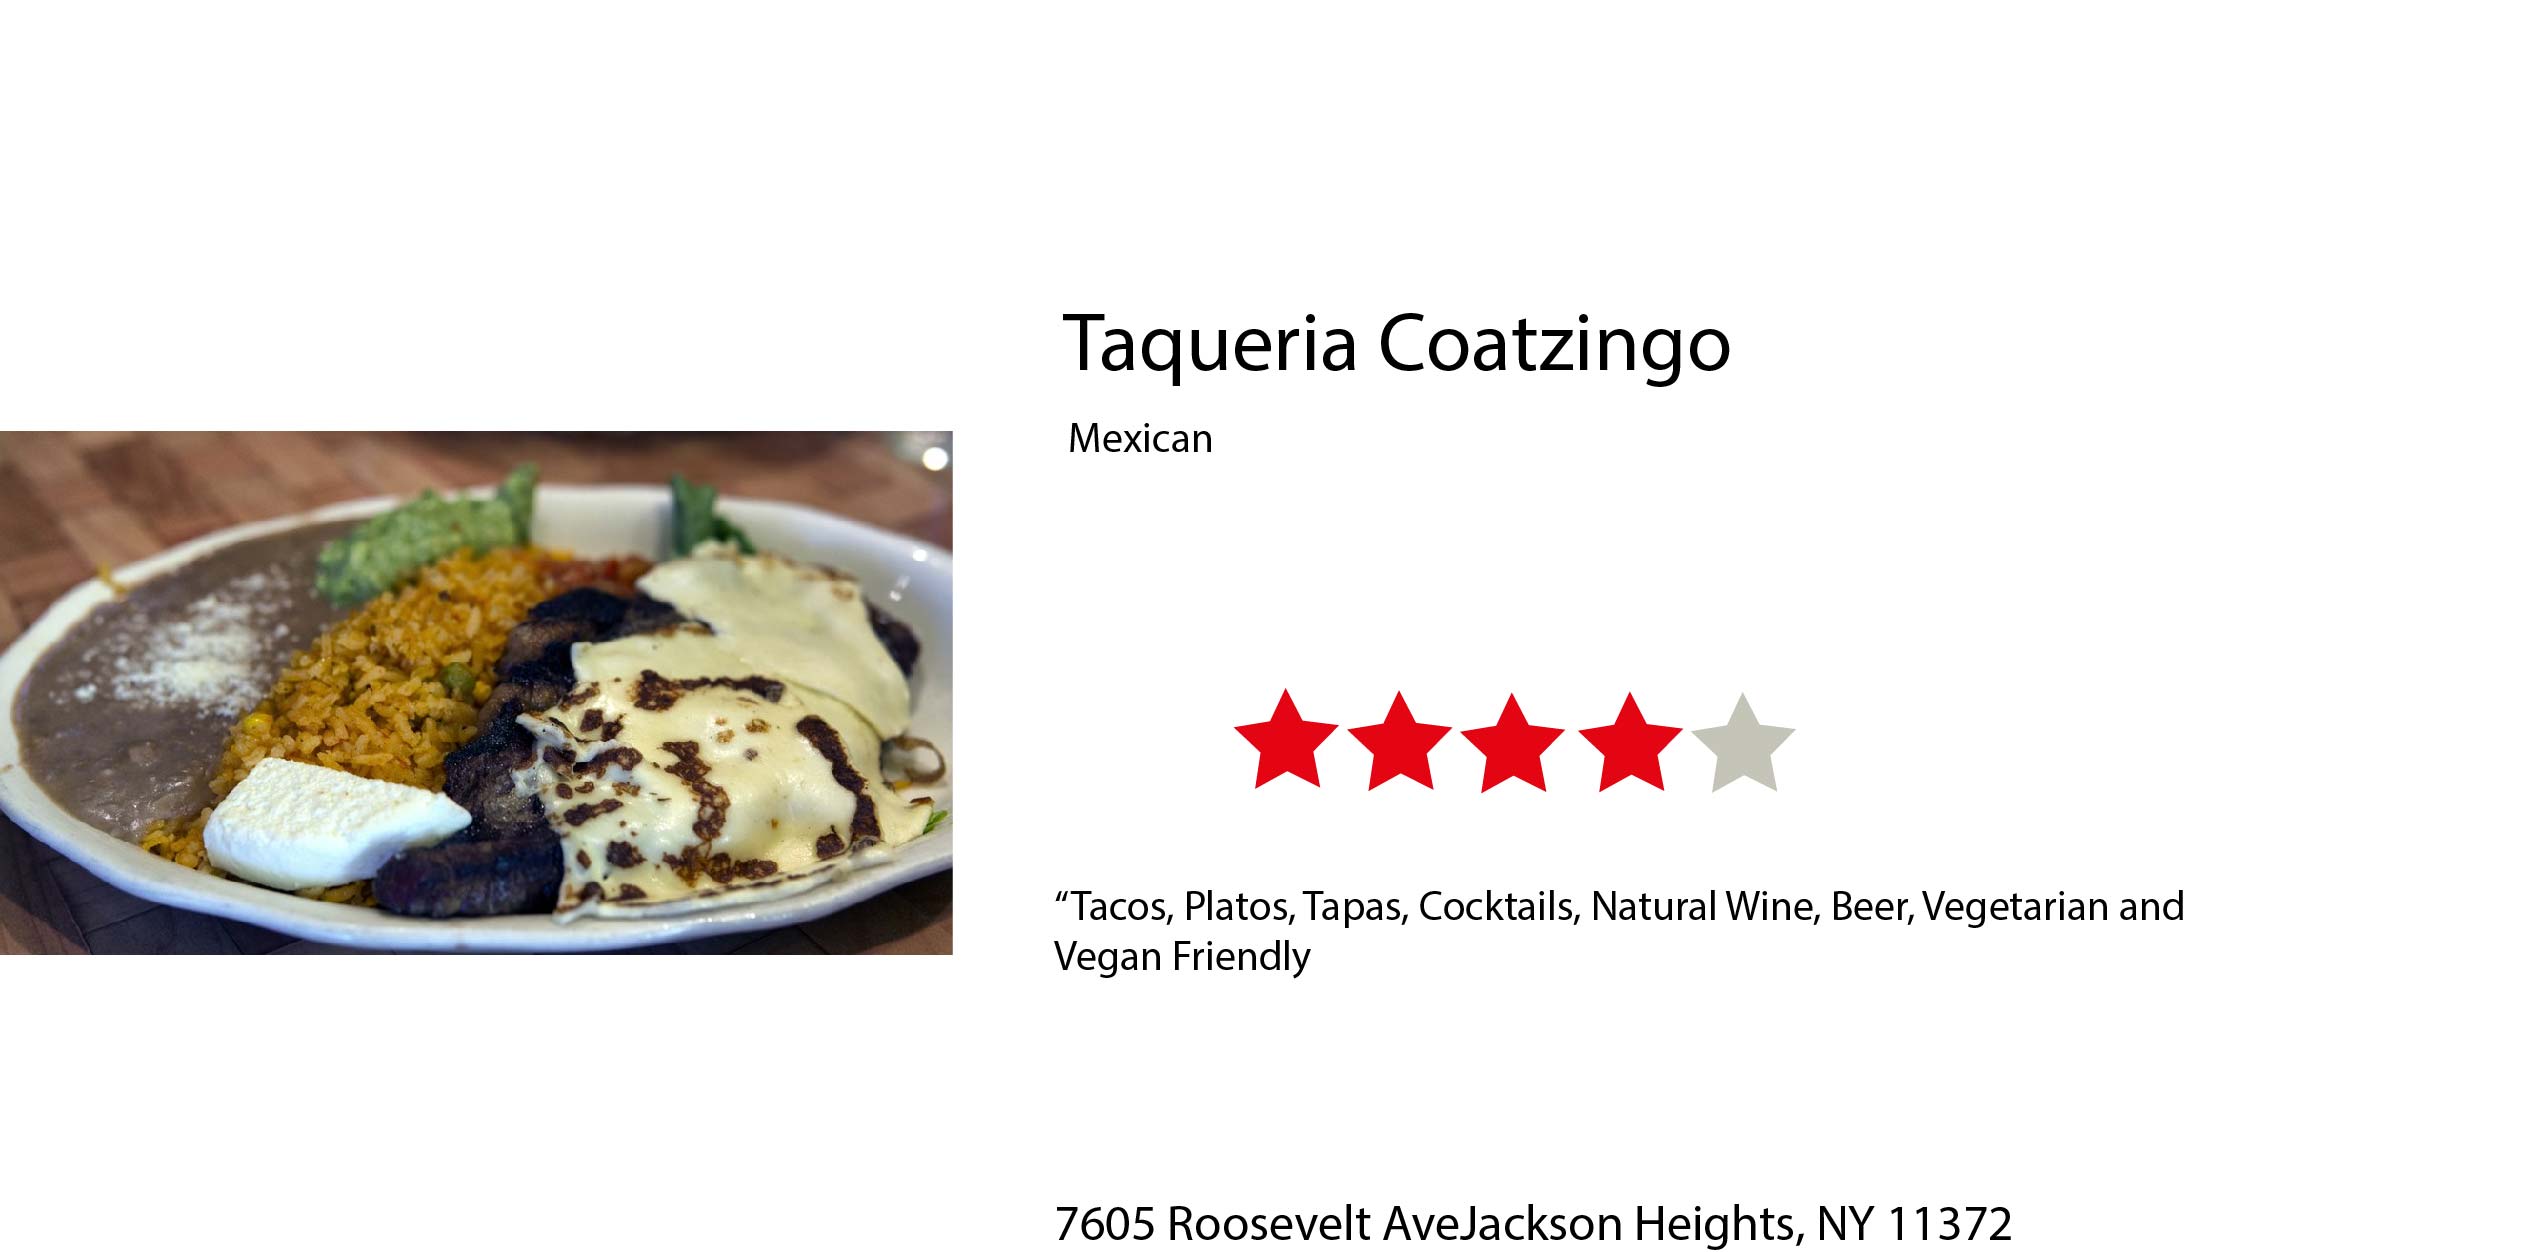 Taqueria Coatzingo
Mexican
“Tacos, Platos, Tapas, Cocktails, Natural Wine, Beer, Vegetarian and
Vegan Friendly
7605 Roosevelt AveJackson Heights, NY 11372